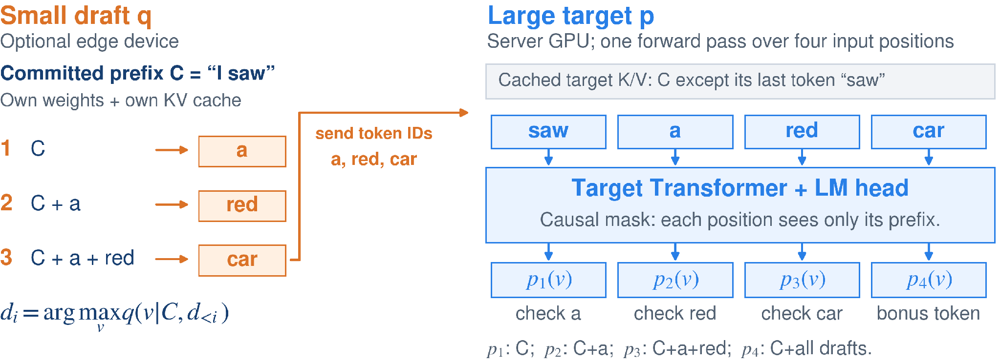 Small draft q
Optional edge device
Committed prefix C = “I saw”
Own weights + own KV cache
1 C a
2 C + a red
3 C + a + red car
d_i = arg max_v q(v|C, d_{<i})
send token IDs
a, red, car
Large target p
Server GPU; one forward pass over four input positions
Cached target K/V: C except its last token “saw”
saw a red car
Target Transformer + LM head
Causal mask: each position sees only its prefix.
p₁(v) p₂(v) p₃(v) p₄(v)
check a check red check car bonus token
p₁: C; p₂: C+a; p₃: C+a+red; p₄: C+all drafts.